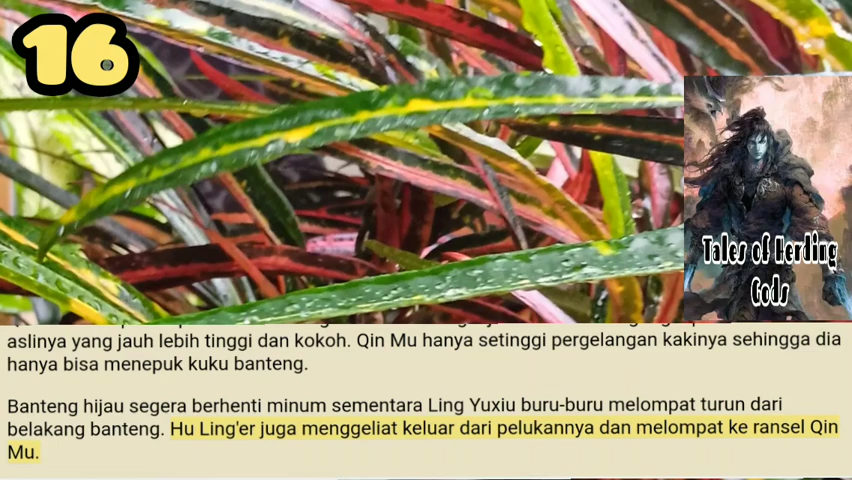 16
Tales of Herding
Gods
aslinya yang jauh lebih tinggi dan kokoh. Qin Mu hanya setinggi pergelangan kakinya sehingga dia
hanya bisa menepuk kuku banteng.
Banteng hijau segera berhenti minum sementara Ling Yuxiu buru-buru melompat turun dari
belakang banteng. Hu Ling'er juga menggeliat keluar dari pelukannya dan melompat ke ransel Qin
Mu.